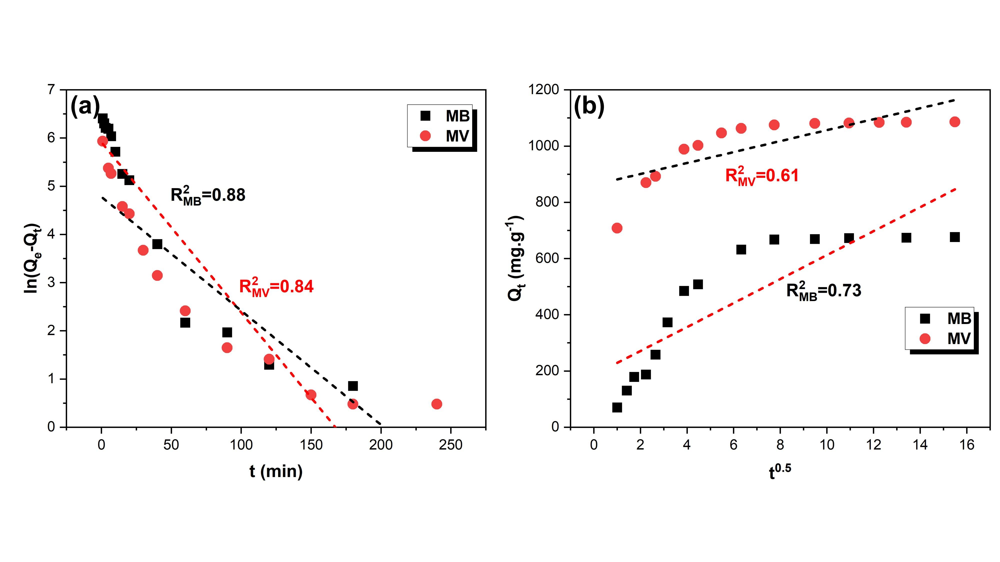 (a)
7
6
5
4
3
2
1
0
ln(Qe-Qt)
MB
MV
R²MB=0.88
R²MV=0.84
0 50 100 150 200 250
t (min)
(b)
1200
1000
800
600
400
200
0
Qt (mg.g⁻¹)
R²MV=0.61
R²MB=0.73
MB
MV
0 2 4 6 8 10 12 14 16
t⁰·⁵